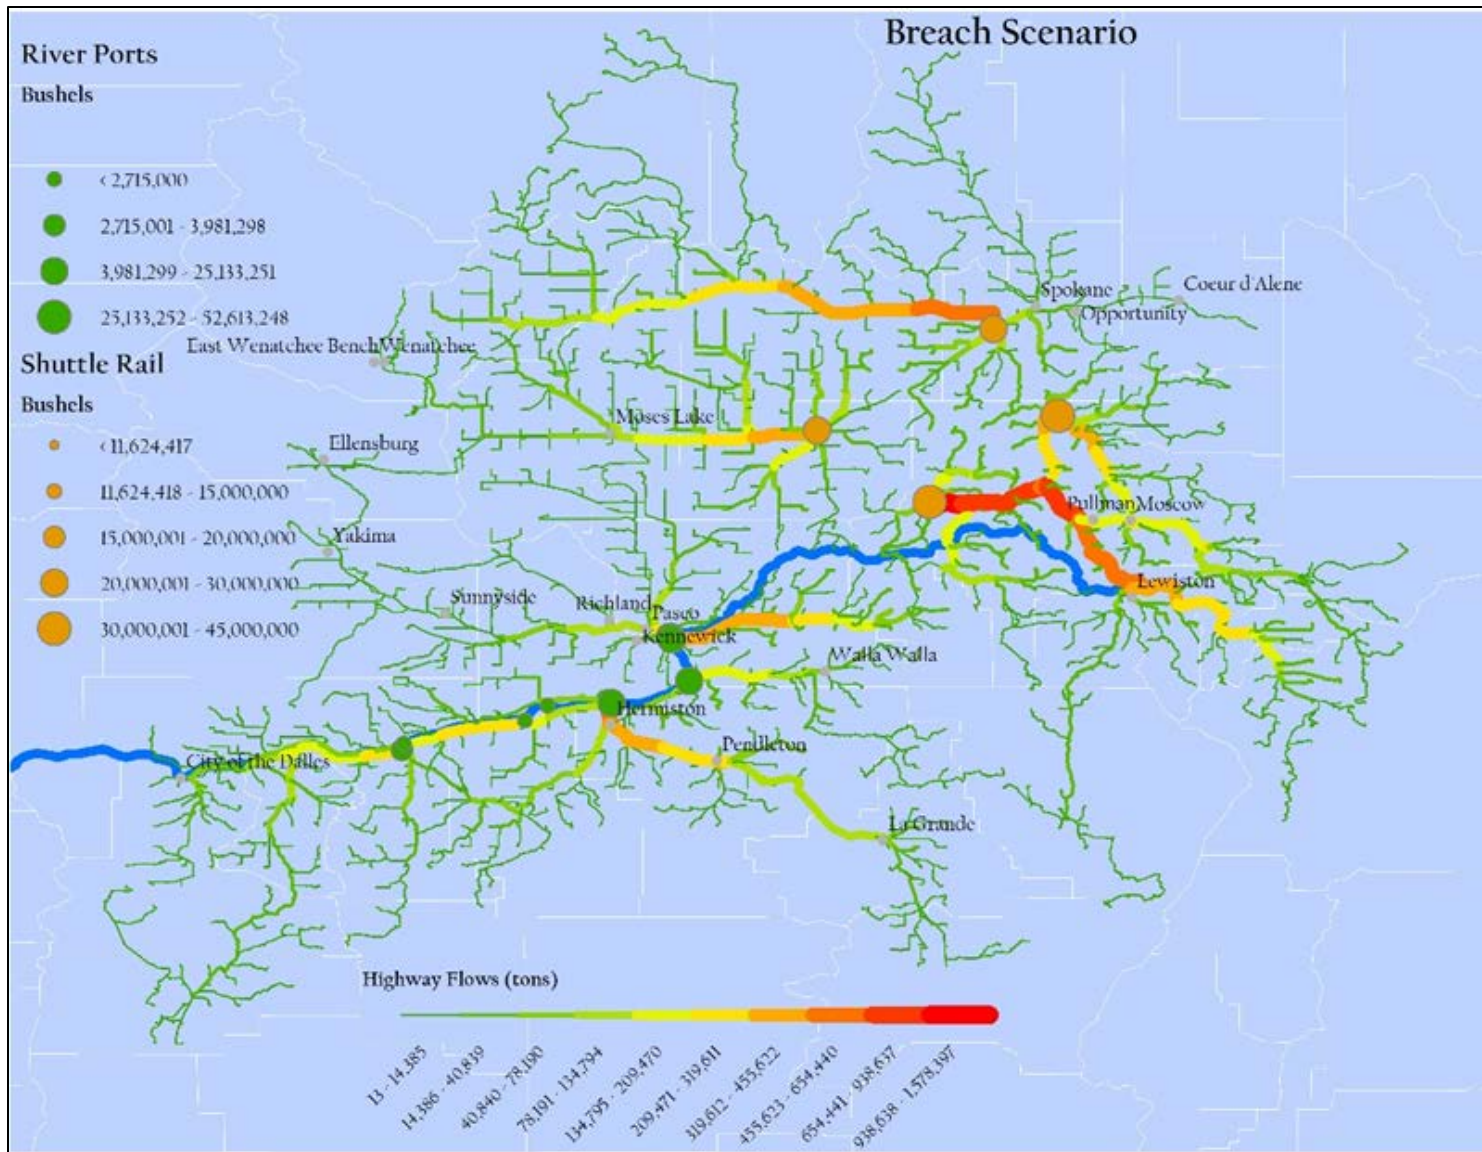 Breach Scenario
River Ports
Bushels
< 2,715,000
2,715,001 - 3,981,298
3,981,299 - 25,133,251
25,133,252 - 52,613,248
Shuttle Rail
Bushels
< 11,624,417
11,624,418 - 15,000,000
15,000,001 - 20,000,000
20,000,001 - 30,000,000
30,000,001 - 45,000,000
Spokane
Coeur d'Alene
Opportunity
East Wenatchee Bench
Wenatchee
Moses Lake
Ellensburg
Pullman
Moscow
Yakima
Lewiston
Sunnyside
Richland
Pasco
Kennewick
Walla Walla
Hermiston
Pendleton
City of the Dalles
La Grande
Highway Flows (tons)
13 - 14,385
14,386 - 40,839
40,840 - 78,190
78,191 - 134,794
134,795 - 209,470
209,471 - 319,611
319,612 - 455,622
455,623 - 654,440
654,441 - 938,637
938,638 - 1,578,397